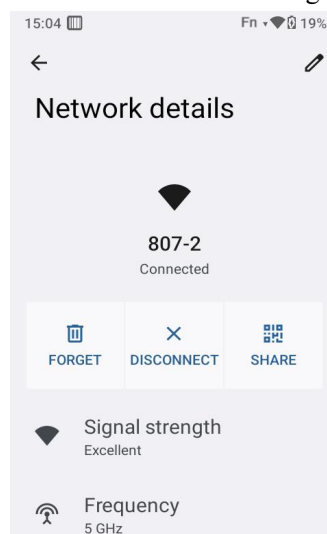 15:04 Fn 19%
Network details
807-2
Connected
FORGET DISCONNECT SHARE
Signal strength
Excellent
Frequency
5 GHz